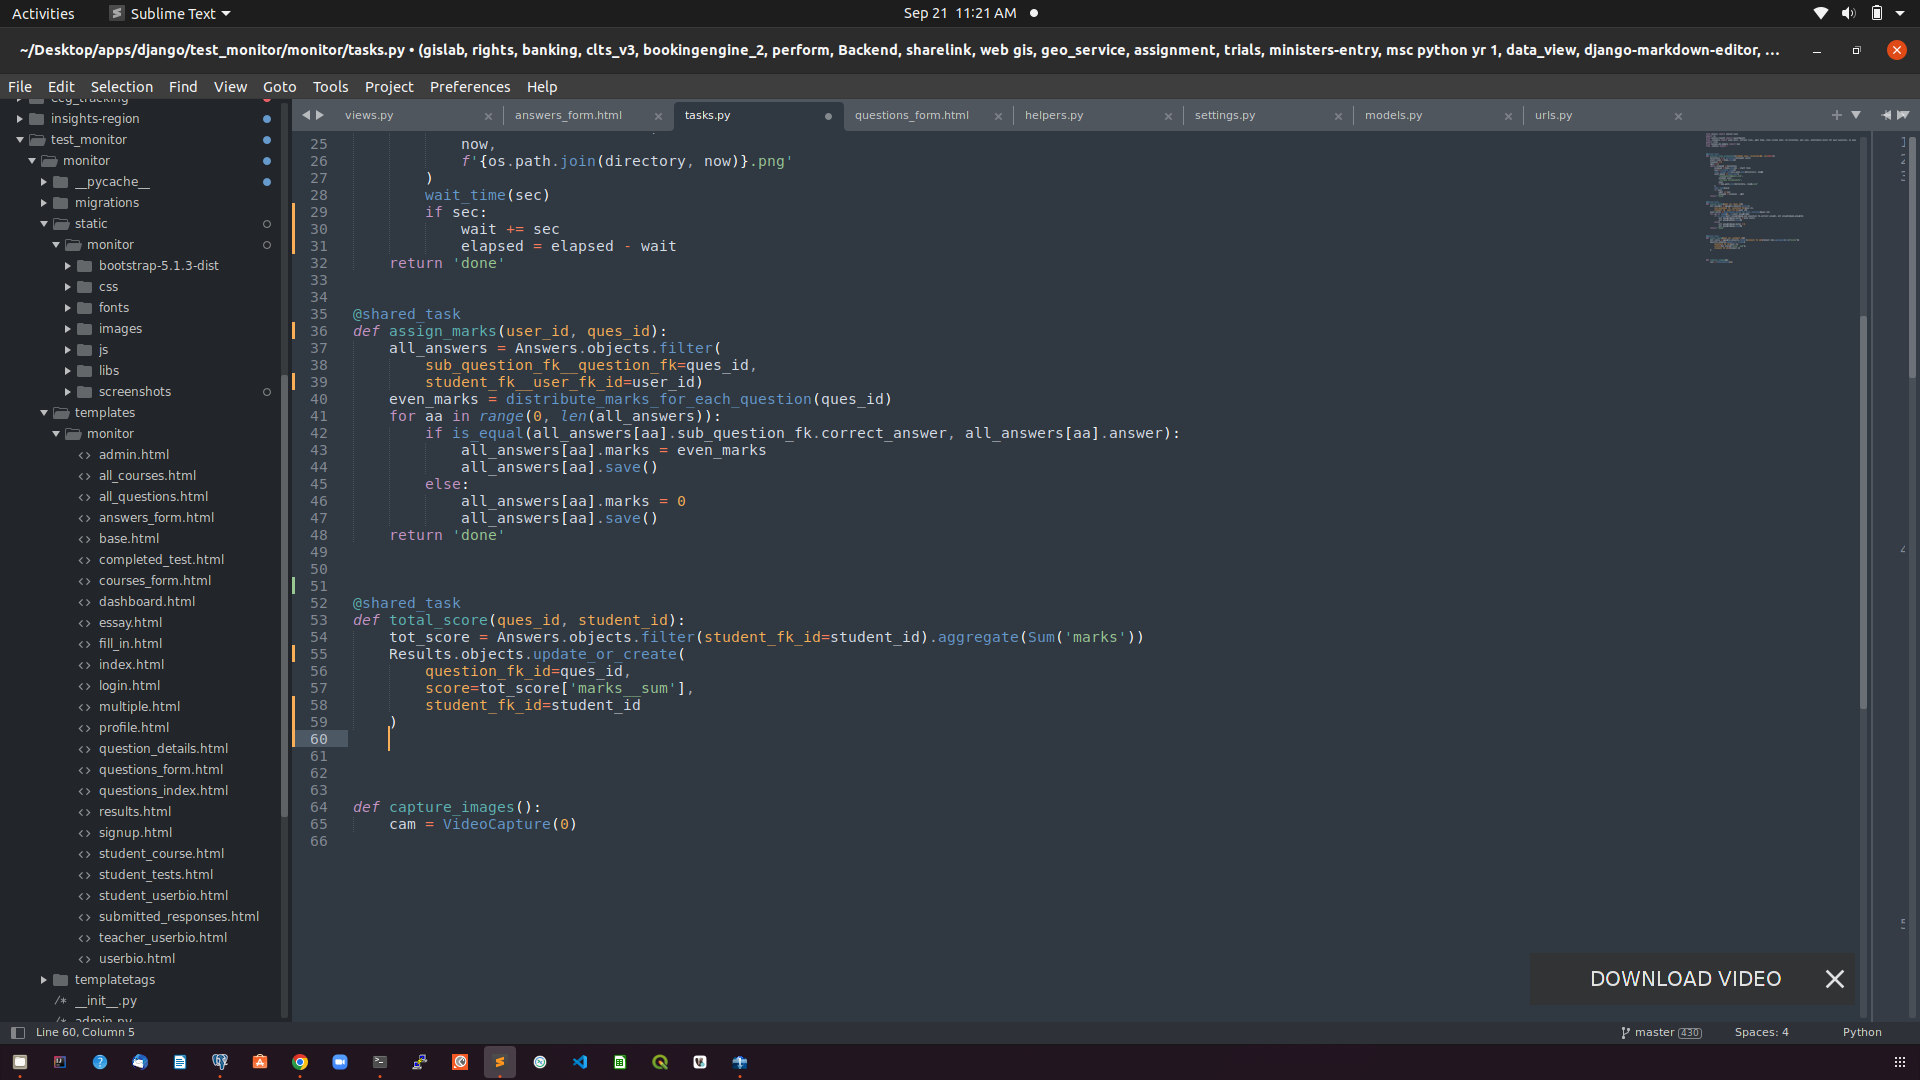 Activities
Sublime Text
Sep 21 11:21 AM
~/Desktop/apps/django/test_monitor/monitor/tasks.py • (gislab, rights, banking, clts_v3, bookingengine_2, perform, Backend, sharelink, web gis, geo_service, assignment, trials, ministers-entry, msc python yr 1, data_view, django-markdown-editor, ...
File Edit Selection Find View Goto Tools Project Preferences Help
views.py
answers_form.html
tasks.py
questions_form.html
helpers.py
settings.py
models.py
urls.py
insights-region
test_monitor
monitor
__pycache__
migrations
static
monitor
bootstrap-5.1.3-dist
css
fonts
images
js
libs
screenshots
templates
monitor
admin.html
all_courses.html
all_questions.html
answers_form.html
base.html
completed_test.html
courses_form.html
dashboard.html
essay.html
fill_in.html
index.html
login.html
multiple.html
profile.html
question_details.html
questions_form.html
questions_index.html
results.html
signup.html
student_course.html
student_tests.html
student_userbio.html
submitted_responses.html
teacher_userbio.html
userbio.html
templatetags
__init__.py
admin.py
25 now,
26 f'{os.path.join(directory, now)}.png'
27 )
28 wait_time(sec)
29 if sec:
30 wait += sec
31 elapsed = elapsed - wait
32 return 'done'
33
34
35 @shared_task
36 def assign_marks(user_id, ques_id):
37 all_answers = Answers.objects.filter(
38 sub_question_fk__question_fk=ques_id,
39 student_fk__user_fk_id=user_id)
40 even_marks = distribute_marks_for_each_question(ques_id)
41 for aa in range(0, len(all_answers)):
42 if is_equal(all_answers[aa].sub_question_fk.correct_answer, all_answers[aa].answer):
43 all_answers[aa].marks = even_marks
44 all_answers[aa].save()
45 else:
46 all_answers[aa].marks = 0
47 all_answers[aa].save()
48 return 'done'
49
50
51
52 @shared_task
53 def total_score(ques_id, student_id):
54 tot_score = Answers.objects.filter(student_fk_id=student_id).aggregate(Sum('marks'))
55 Results.objects.update_or_create(
56 question_fk_id=ques_id,
57 score=tot_score['marks__sum'],
58 student_fk_id=student_id
59 )
60
61
62
63
64 def capture_images():
65 cam = VideoCapture(0)
66
DOWNLOAD VIDEO
Line 60, Column 5
master 430
Spaces: 4
Python